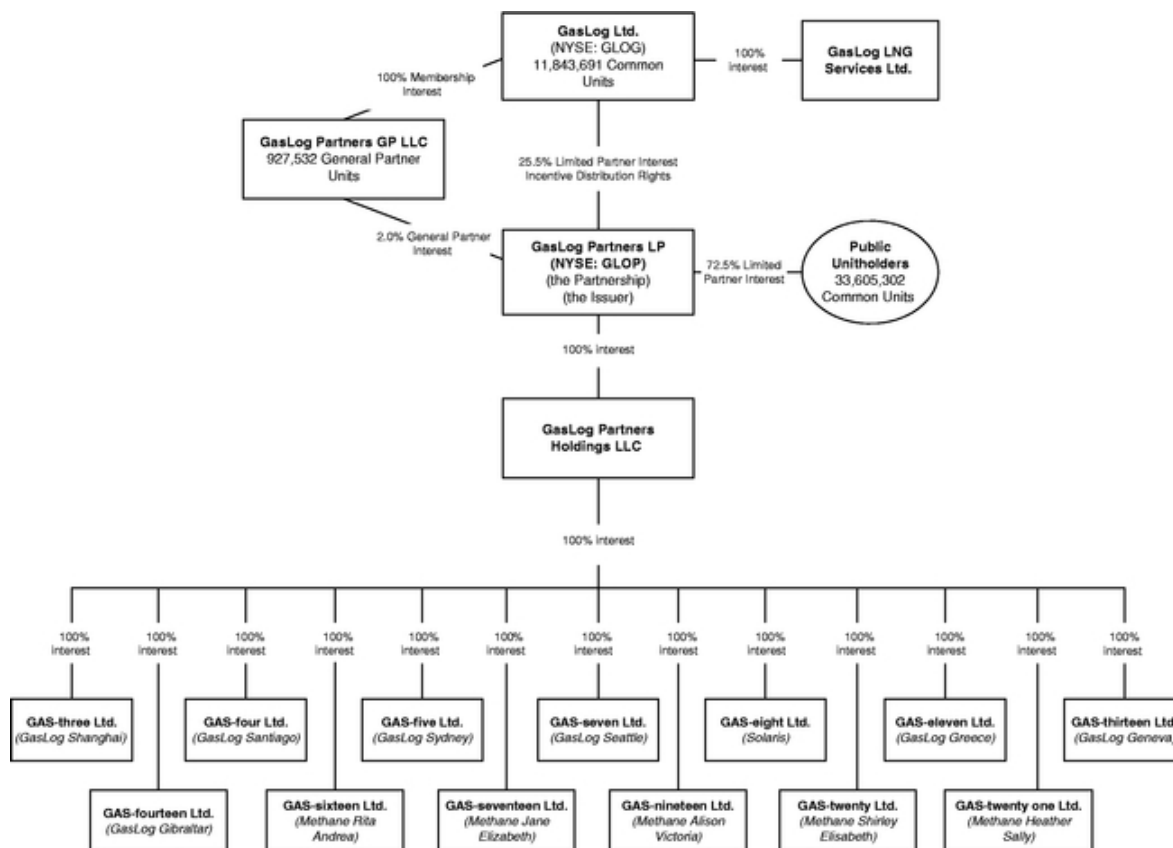 GasLog Ltd.
(NYSE: GLOG)
11,843,691 Common
Units
100%
interest
GasLog LNG
Services Ltd.
100% Membership
Interest
GasLog Partners GP LLC
927,532 General Partner
Units
25.5% Limited Partner Interest
Incentive Distribution Rights
2.0% General Partner
Interest
GasLog Partners LP
(NYSE: GLOP)
(the Partnership)
(the Issuer)
72.5% Limited
Partner Interest
Public
Unitholders
33,605,302
Common Units
100% interest
GasLog Partners
Holdings LLC
100% interest
100%
interest
100%
interest
100%
interest
100%
interest
100%
interest
100%
interest
100%
interest
100%
interest
100%
interest
100%
interest
100%
interest
100%
interest
100%
interest
GAS-three Ltd.
(GasLog Shanghai)
GAS-four Ltd.
(GasLog Santiago)
GAS-five Ltd.
(GasLog Sydney)
GAS-seven Ltd.
(GasLog Seattle)
GAS-eight Ltd.
(Solaris)
GAS-eleven Ltd.
(GasLog Greece)
GAS-thirteen Ltd.
(GasLog Geneva)
GAS-fourteen Ltd.
(GasLog Gibraltar)
GAS-sixteen Ltd.
(Methane Rita
Andrea)
GAS-seventeen Ltd.
(Methane Jane
Elizabeth)
GAS-nineteen Ltd.
(Methane Alison
Victoria)
GAS-twenty Ltd.
(Methane Shirley
Elisabeth)
GAS-twenty one Ltd.
(Methane Heather
Sally)